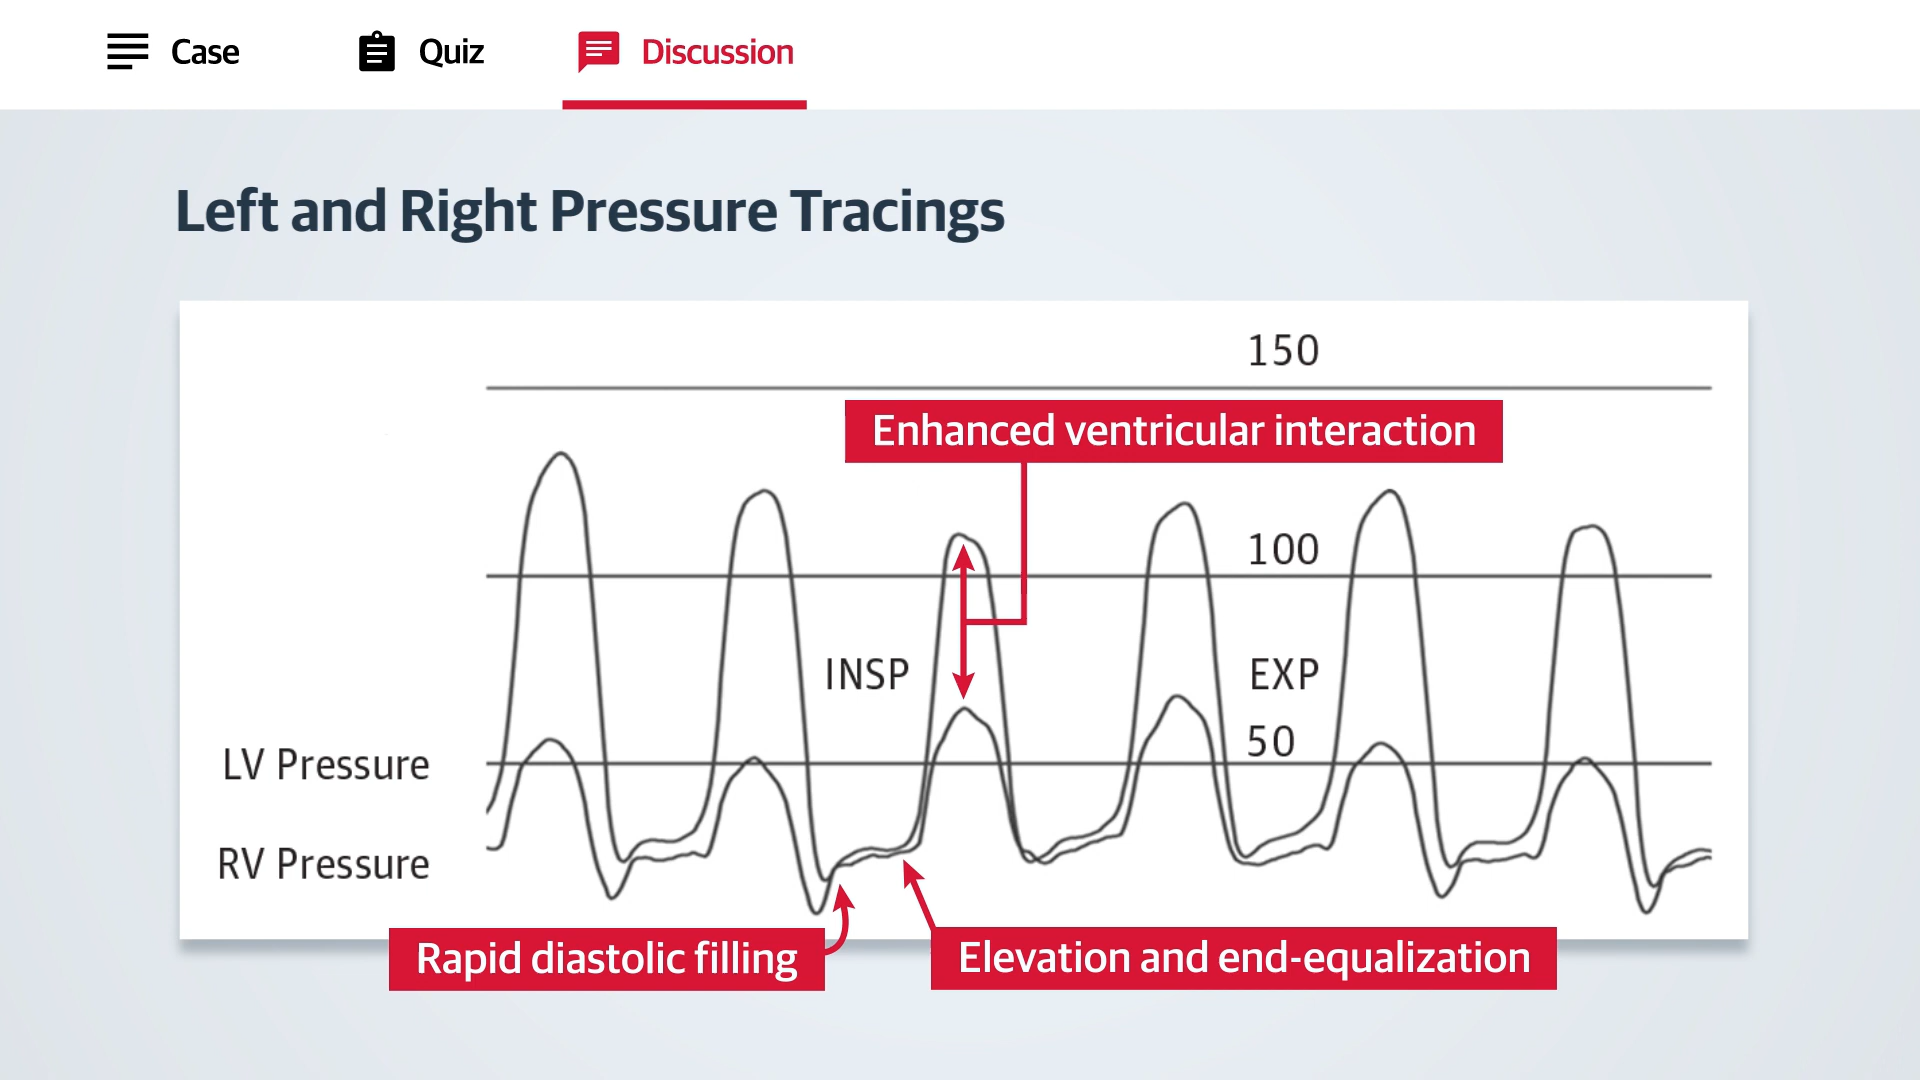 Case
Quiz
Discussion
Left and Right Pressure Tracings
150
Enhanced ventricular interaction
100
INSP
EXP
50
LV Pressure
RV Pressure
Rapid diastolic filling
Elevation and end-equalization